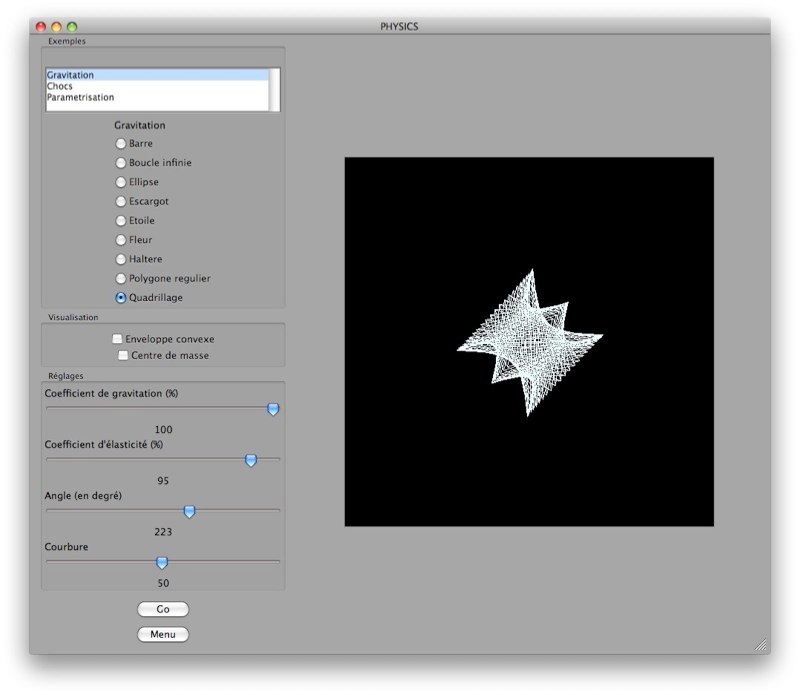 PHYSICS
Exemples
Gravitation
Chocs
Parametrisation
Gravitation
Barre
Boucle infinie
Ellipse
Escargot
Etoile
Fleur
Haltere
Polygone regulier
Quadrillage
Visualisation
Enveloppe convexe
Centre de masse
Réglages
Coefficient de gravitation (%)
100
Coefficient d'élasticité (%)
95
Angle (en degré)
223
Courbure
50
Go
Menu